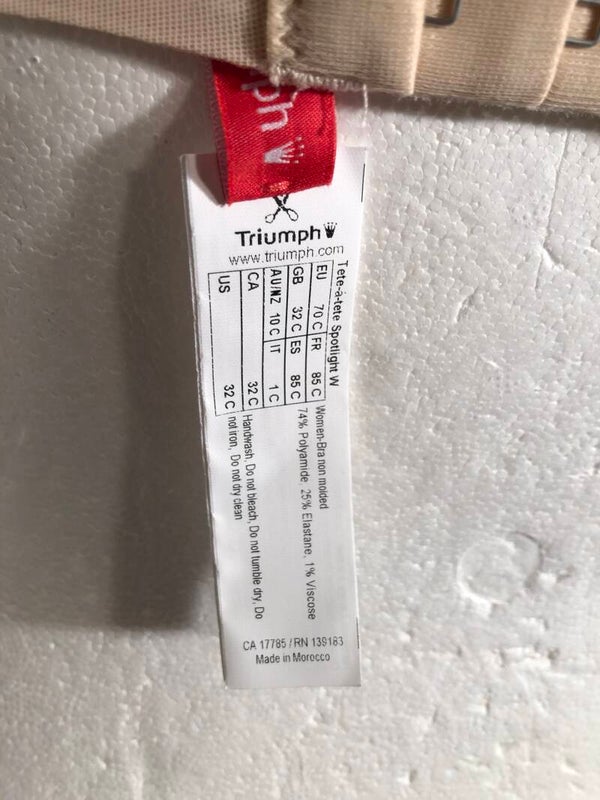 ph
Triumph
www.triumph.com
Tete-à-tete Spotlight W
EU 70 C FR 85 C
GB 32 C ES 85 C
AU/NZ 10 C IT 1 C
CA 32 C
US 32 C
Women-Bra non molded
74% Polyamide, 25% Elastane, 1% Viscose
Handwash, Do not bleach, Do not tumble dry, Do
not iron, Do not dry clean
CA 17785 / RN 139183
Made in Morocco